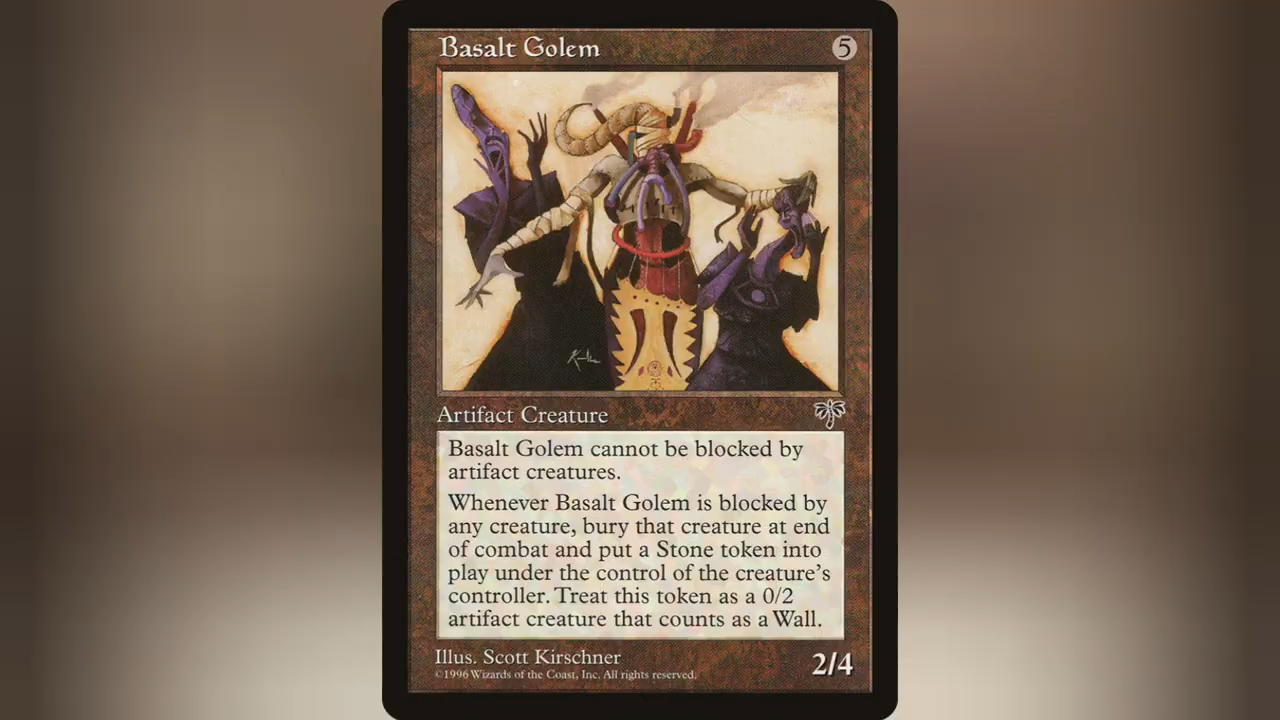 Basalt Golem 5
Artifact Creature
Basalt Golem cannot be blocked by
artifact creatures.
Whenever Basalt Golem is blocked by
any creature, bury that creature at end
of combat and put a Stone token into
play under the control of the creature's
controller. Treat this token as a 0/2
artifact creature that counts as a Wall.
Illus. Scott Kirschner
2/4
©1996 Wizards of the Coast, Inc. All rights reserved.